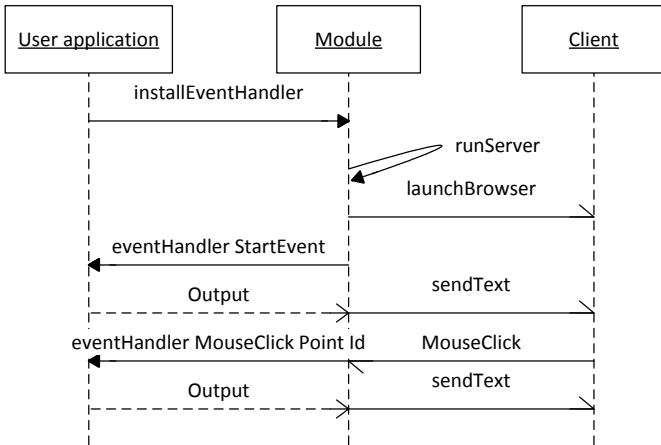 User application
Module
Client
installEventHandler
runServer
launchBrowser
eventHandler StartEvent
Output
sendText
eventHandler MouseClick Point Id
MouseClick
Output
sendText